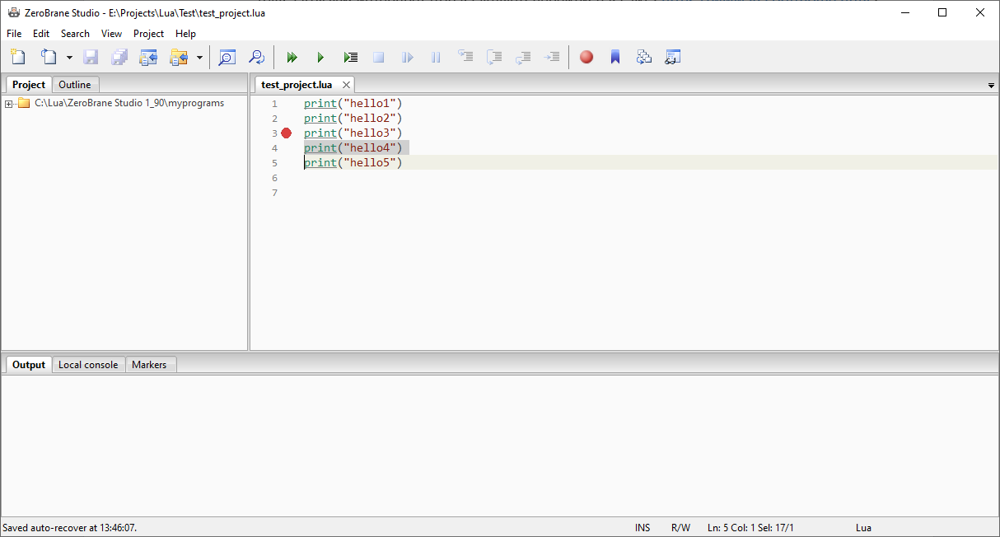 ZeroBrane Studio - E:\Projects\Lua\Test\test_project.lua
File Edit Search View Project Help
Project Outline
test_project.lua
C:\Lua\ZeroBrane Studio 1_90\myprograms
1 print("hello1")
2 print("hello2")
3 print("hello3")
4 print("hello4")
5 print("hello5")
6
7
Output Local console Markers
Saved auto-recover at 13:46:07. INS R/W Ln: 5 Col: 1 Sel: 17/1 Lua